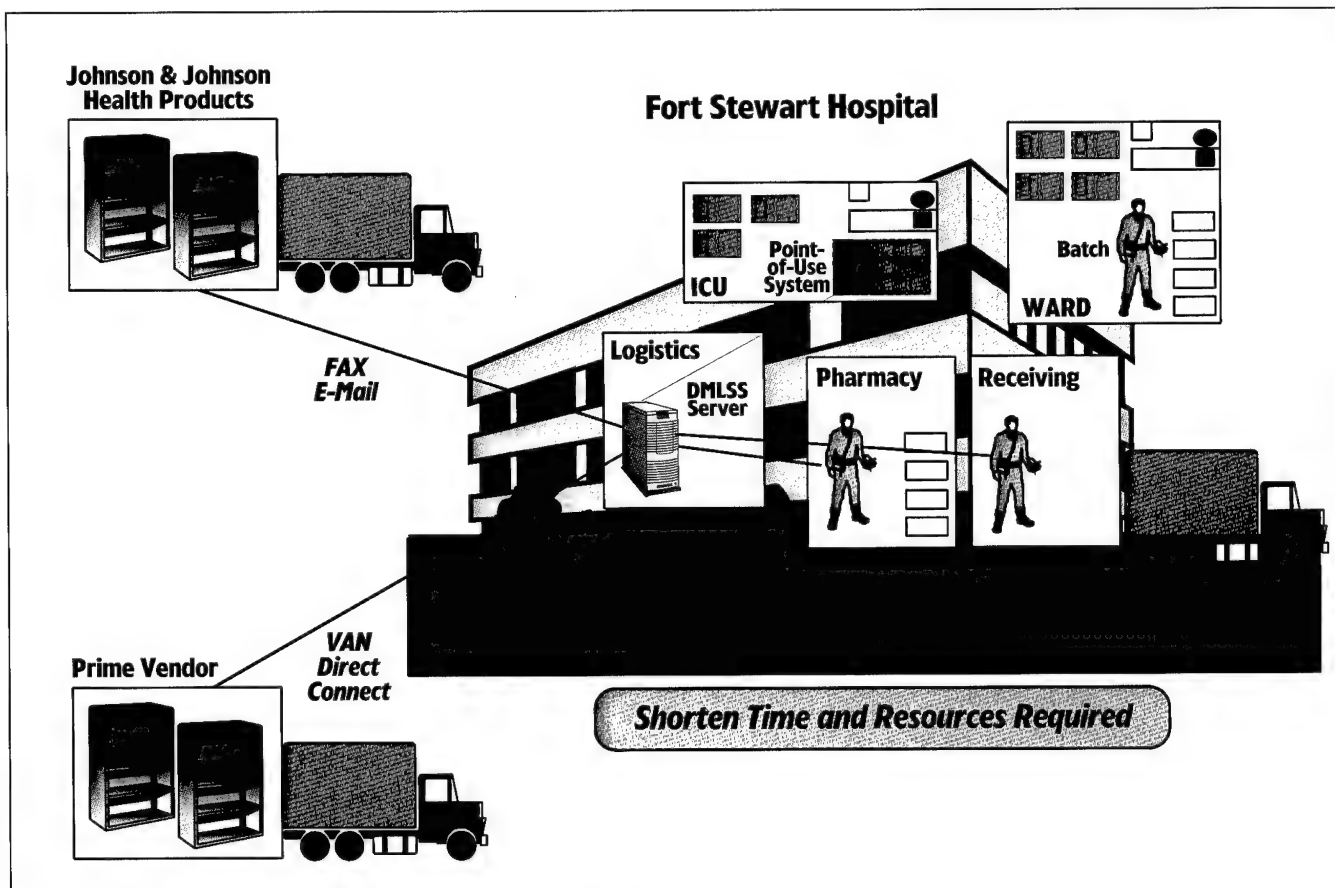 Johnson & Johnson
Health Products
Fort Stewart Hospital
Point-
of-Use
System
ICU
Batch
WARD
FAX
E-Mail
Logistics
DMLSS
Server
Pharmacy
Receiving
VAN
Direct
Connect
Prime Vendor
Shorten Time and Resources Required